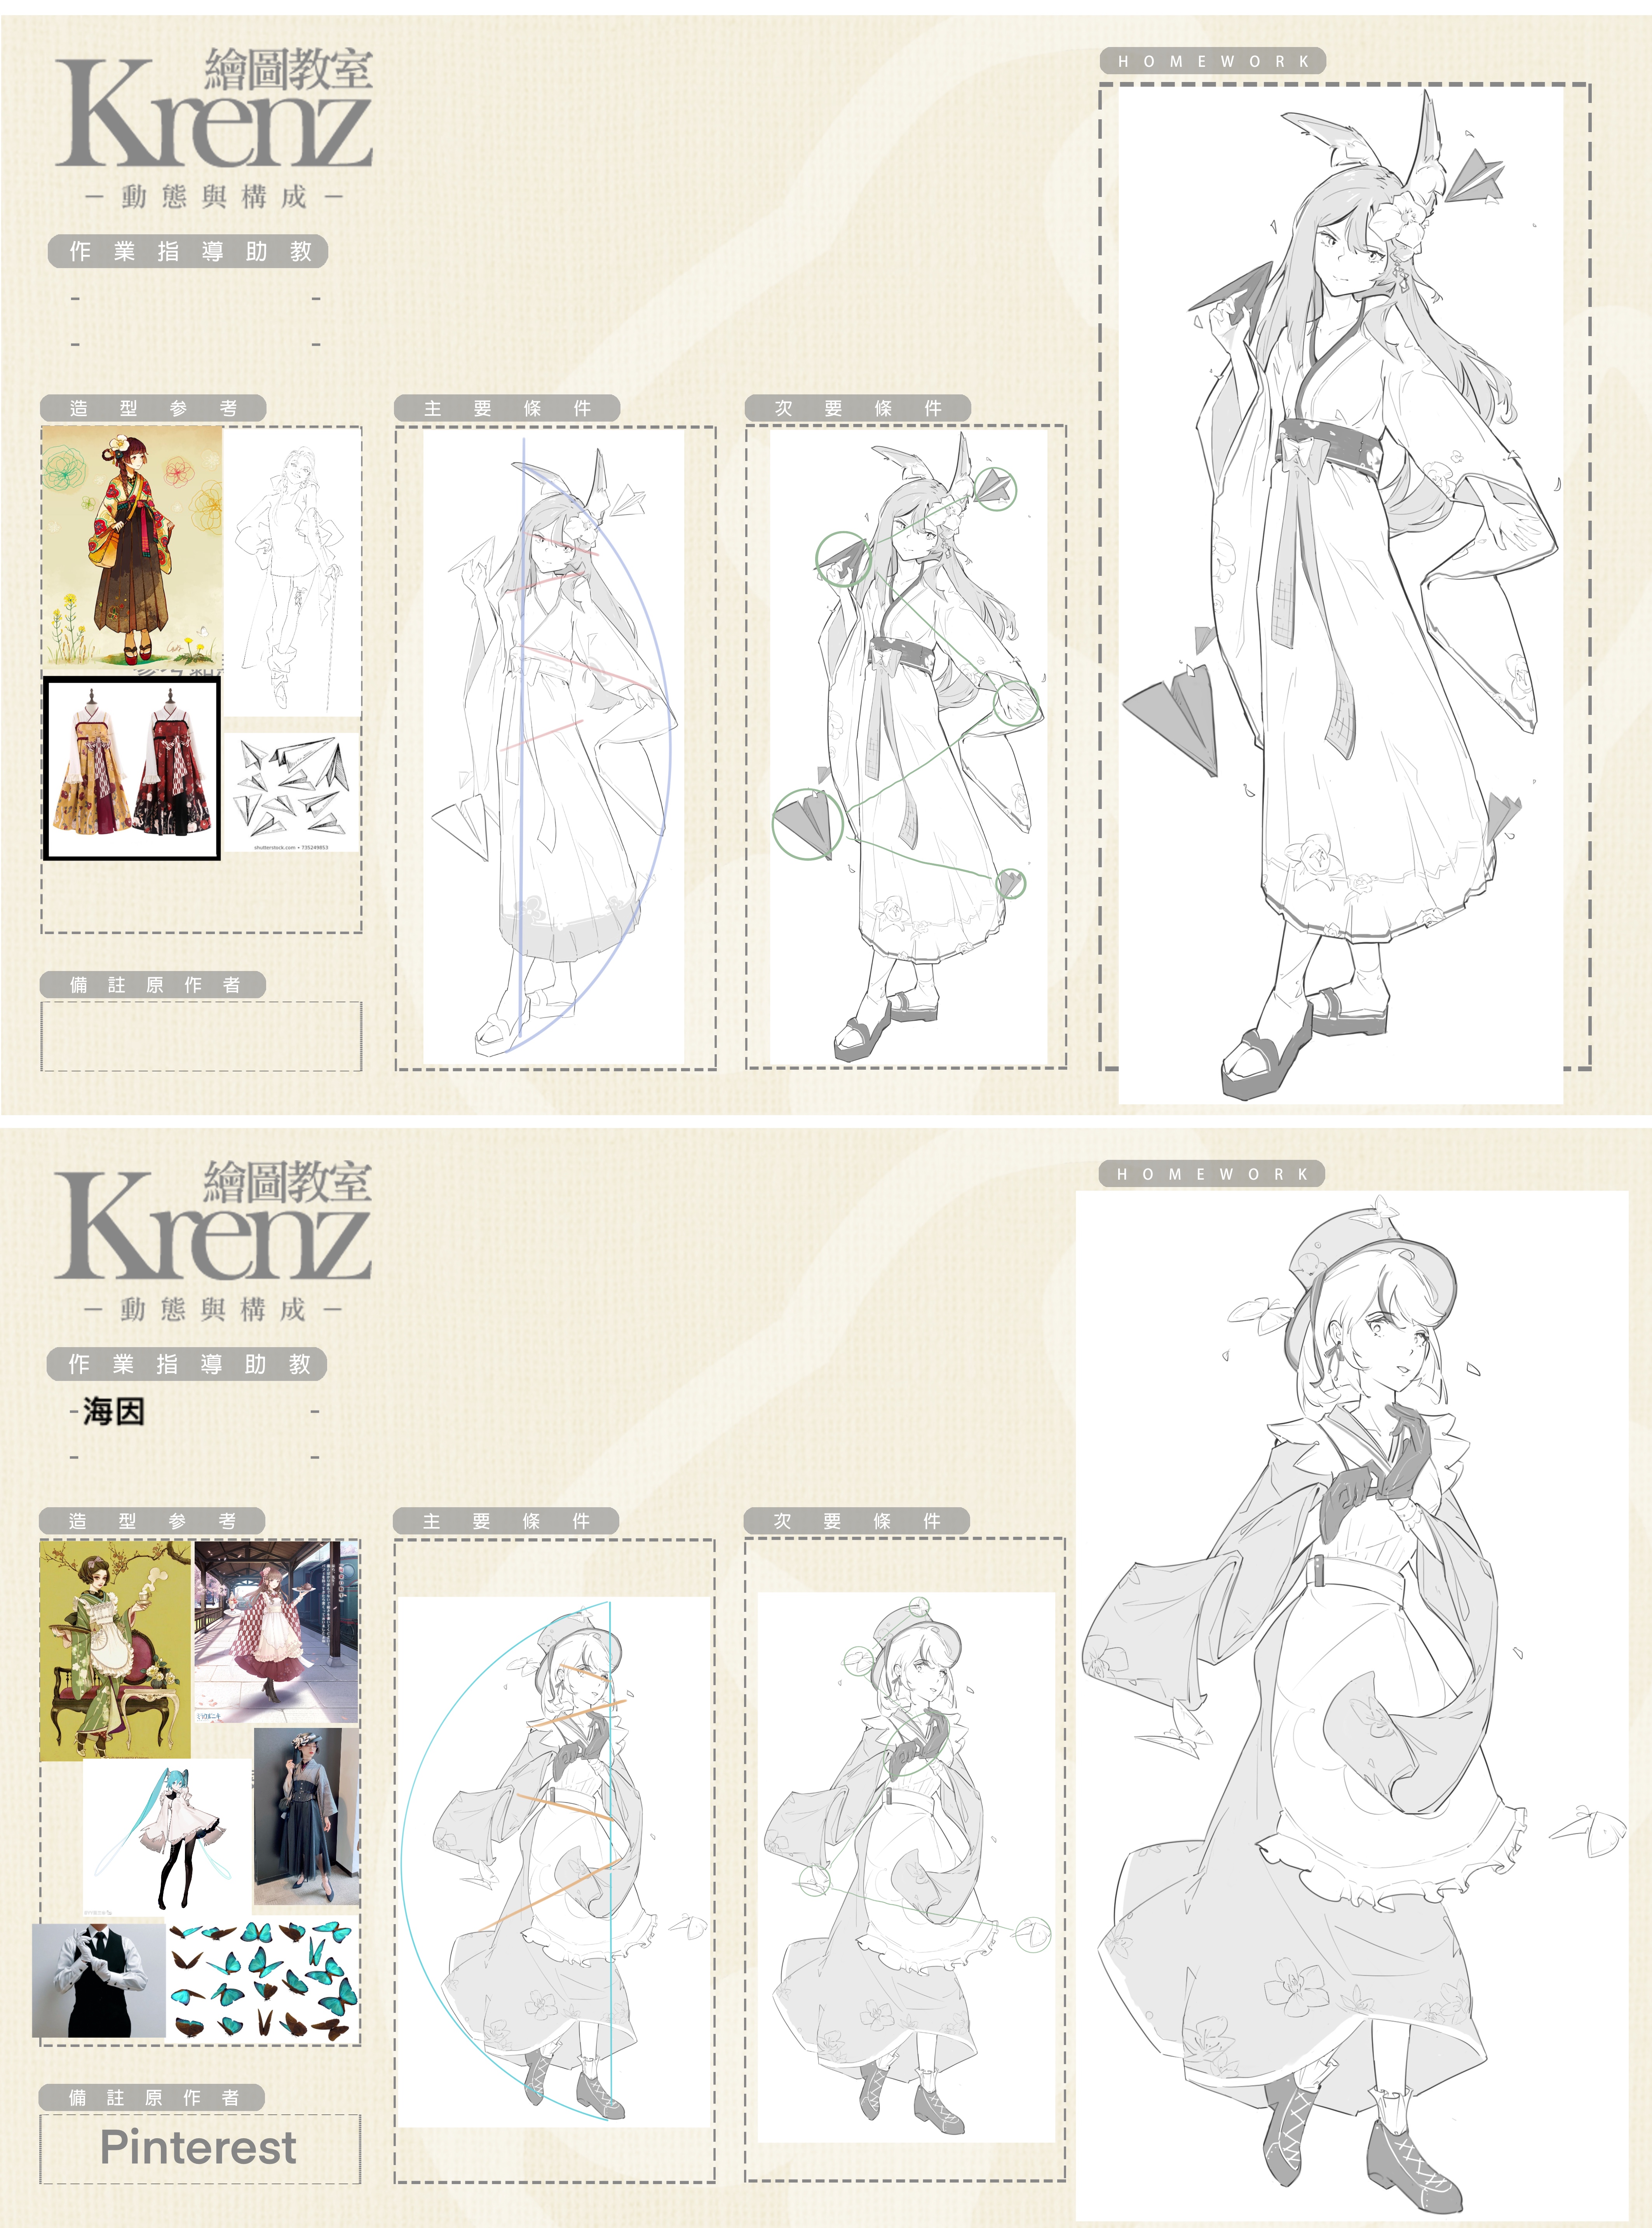 繪圖教室
Krenz
－動態與構成－
作業指導助教
HOMEWORK
造型參考
主要條件
次要條件
shutterstock.com • 735249853
備註原作者
繪圖教室
Krenz
－動態與構成－
作業指導助教
海因
HOMEWORK
造型參考
主要條件
次要條件
備註原作者
Pinterest